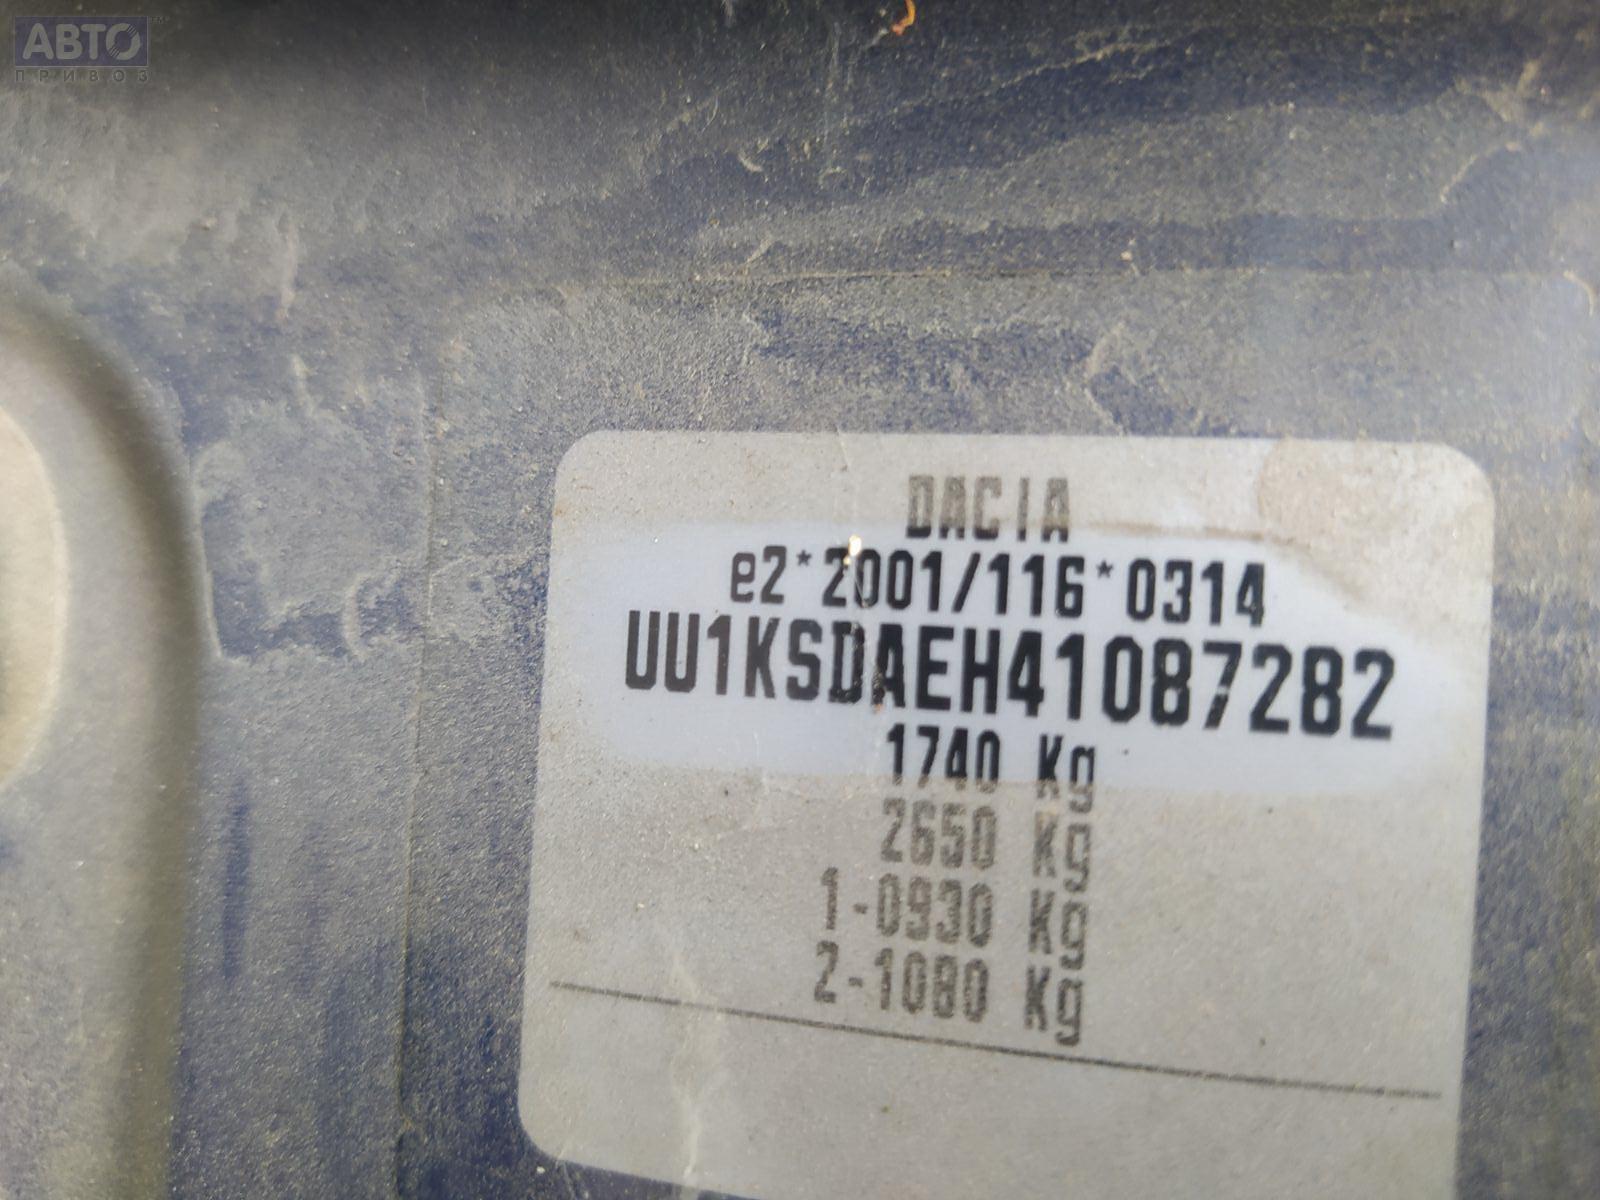 АВТО
ПРИВОЗ
DACIA
e2*2001/116*0314
UU1KSDAEH41087282
1740 Kg
2650 Kg
1-0930 Kg
2-1080 Kg